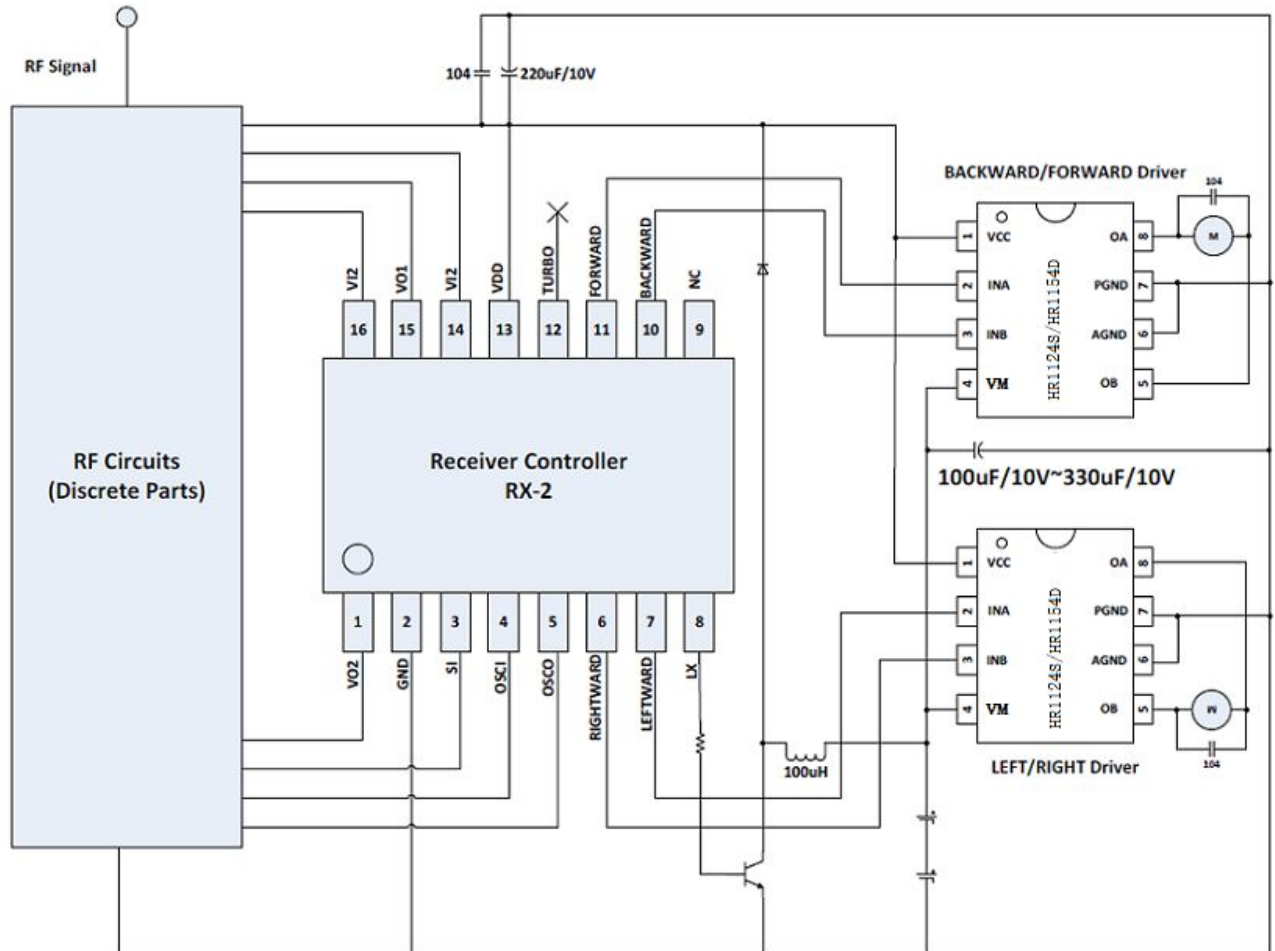 RF Signal
104
220uF/10V
BACKWARD/FORWARD Driver
104
M
1 VCC OA 8
2 INA PGND 7
3 INB AGND 6
4 VM OB 5
HR1124S/HR1154D
VI2
VO1
VI2
VDD
TURBO
FORWARD
BACKWARD
NC
16 15 14 13 12 11 10 9
RF Circuits
(Discrete Parts)
Receiver Controller
RX-2
100uF/10V~330uF/10V
1 2 3 4 5 6 7 8
VO2
GND
SI
OSCI
OSCO
RIGHTWARD
LEFTWARD
LX
1 VCC OA 8
2 INA PGND 7
3 INB AGND 6
4 VM OB 5
HR1124S/HR1154D
M
104
LEFT/RIGHT Driver
100uH